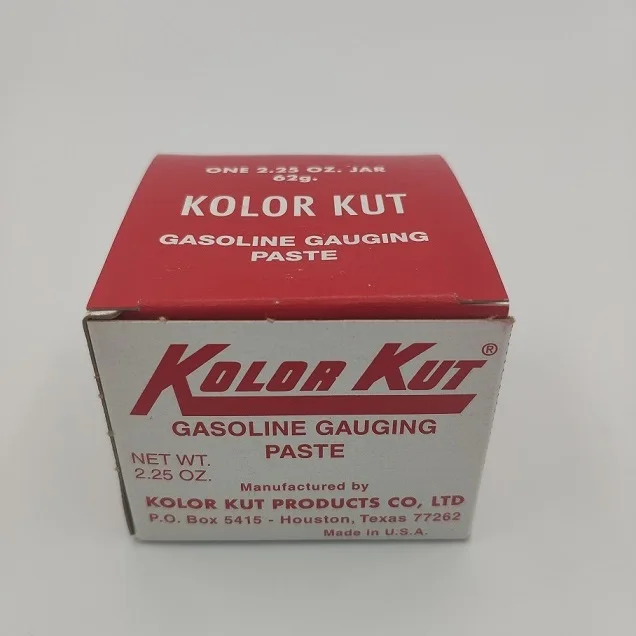 ONE 2.25 OZ. JAR
62g.
KOLOR KUT
GASOLINE GAUGING
PASTE
KOLOR KUT®
GASOLINE GAUGING
PASTE
NET WT.
2.25 OZ.
Manufactured by
KOLOR KUT PRODUCTS CO, LTD
P.O. Box 5415 - Houston, Texas 77262
Made in U.S.A.